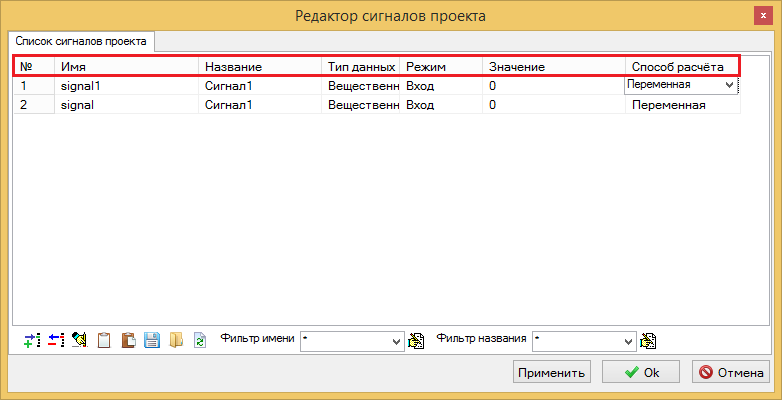 Редактор сигналов проекта
x
Список сигналов проекта
№ Имя Название Тип данных Режим Значение Способ расчёта
1 signal1 Сигнал1 Вещественн Вход 0 Переменная
2 signal Сигнал1 Вещественн Вход 0 Переменная
Фильтр имени * Фильтр названия *
Применить Ok Отмена